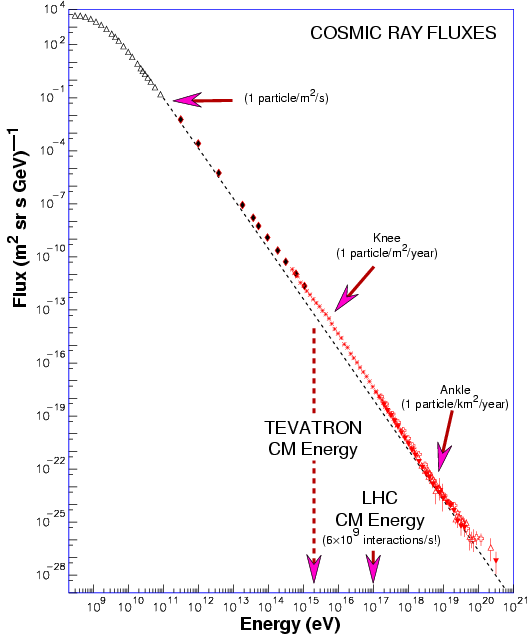 COSMIC RAY FLUXES
Flux (m² sr s GeV)⁻¹
10⁴
10²
10⁻¹
10⁻⁴
10⁻⁷
10⁻¹⁰
10⁻¹³
10⁻¹⁶
10⁻¹⁹
10⁻²²
10⁻²⁵
10⁻²⁸
(1 particle/m²/s)
Knee
(1 particle/m²/year)
Ankle
(1 particle/km²/year)
TEVATRON
CM Energy
LHC
CM Energy
(6×10⁹ interactions/s!)
10⁹
10¹⁰
10¹¹
10¹²
10¹³
10¹⁴
10¹⁵
10¹⁶
10¹⁷
10¹⁸
10¹⁹
10²⁰
10²¹
Energy (eV)